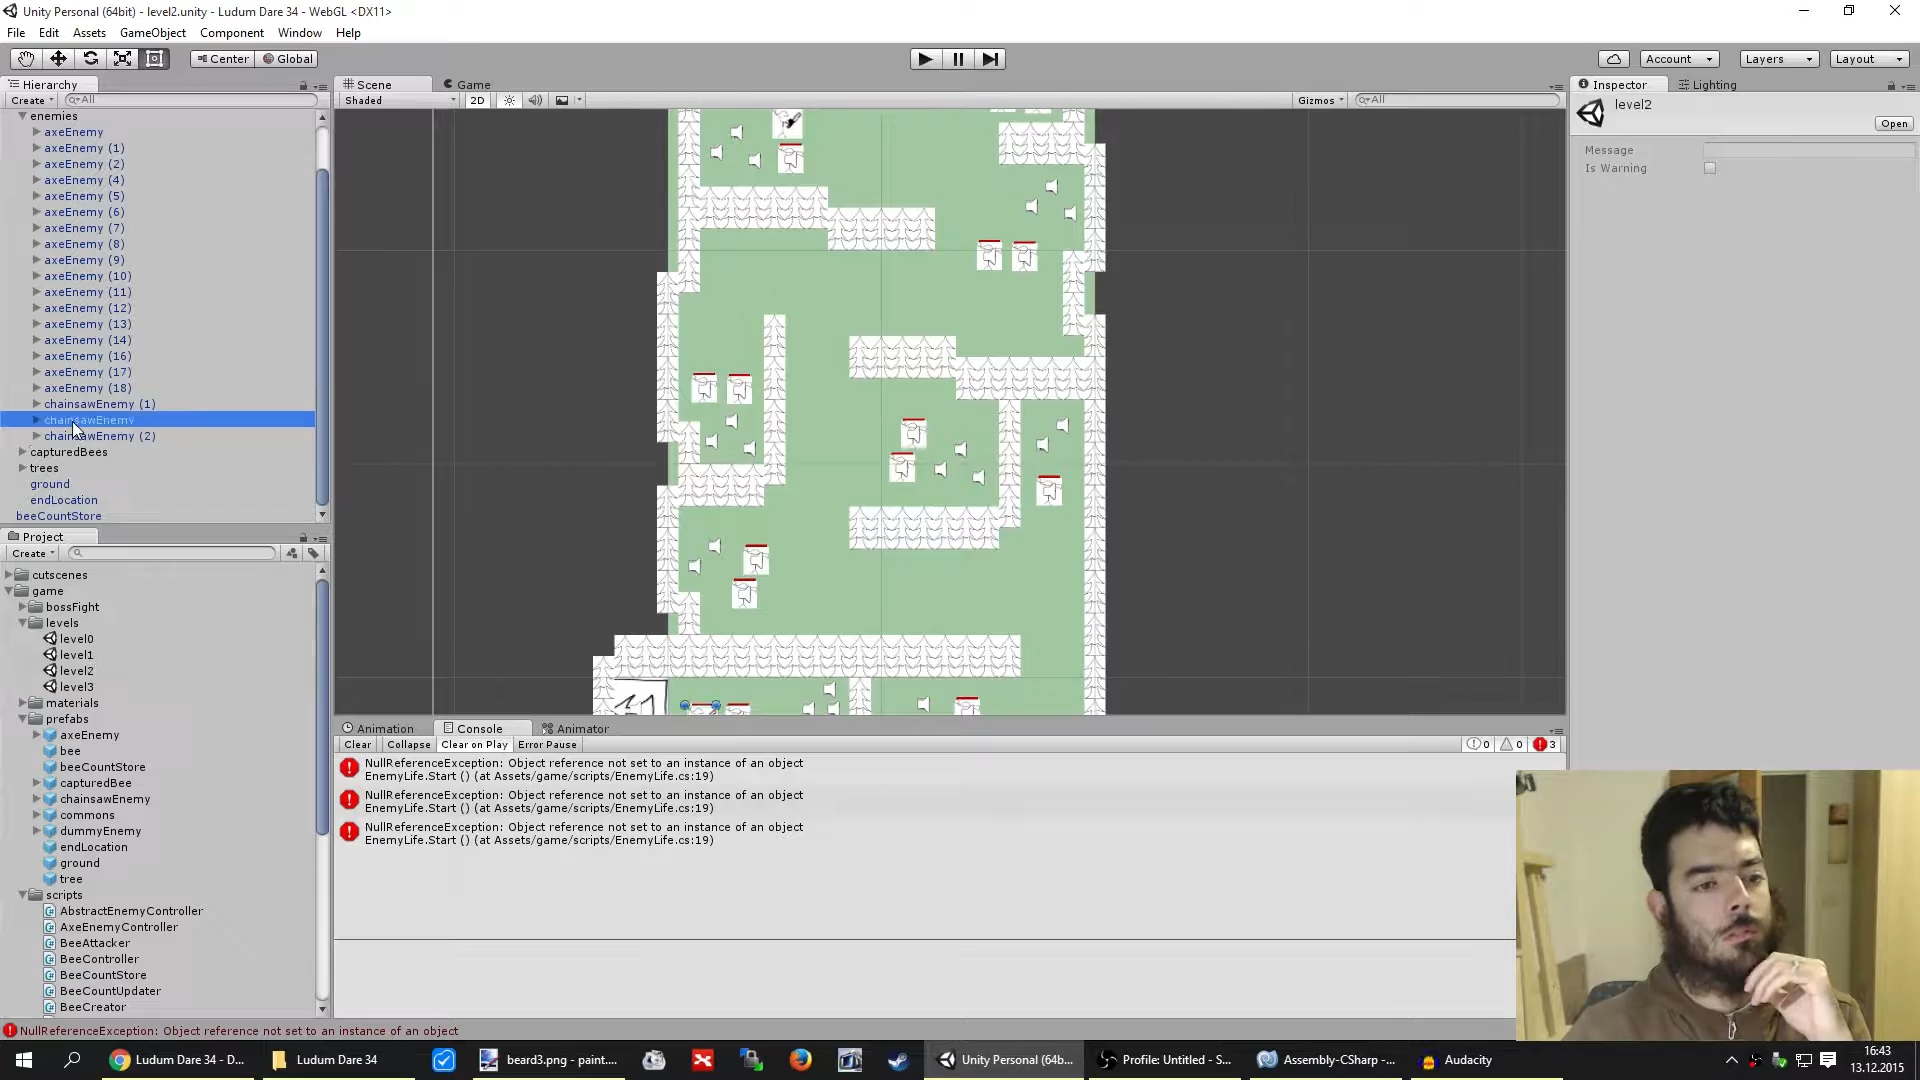 Unity Personal (64bit) - level2.unity - Ludum Dare 34 - WebGL <DX11>
File Edit Assets GameObject Component Window Help
Center Global Account Layers Layout
Hierarchy Scene Game Inspector Lighting
Create All Shaded 2D Gizmos All level2
Open
enemies
axeEnemy
axeEnemy (1)
Message
axeEnemy (2)
Is Warning
axeEnemy (4)
axeEnemy (5)
axeEnemy (6)
axeEnemy (7)
axeEnemy (8)
axeEnemy (9)
axeEnemy (10)
axeEnemy (11)
axeEnemy (12)
axeEnemy (13)
axeEnemy (14)
axeEnemy (16)
axeEnemy (17)
axeEnemy (18)
chainsawEnemy (1)
chainsawEnemy
chainsawEnemy (2)
capturedBees
trees
ground
endLocation
beeCountStore
Project
Create
cutscenes
game
bossFight
levels
level0
level1
level2
level3
materials
prefabs
axeEnemy
bee
beeCountStore
capturedBee
chainsawEnemy
commons
dummyEnemy
endLocation
ground
tree
scripts
AbstractEnemyController
AxeEnemyController
BeeAttacker
BeeController
BeeCountStore
BeeCountUpdater
BeeCreator
Animation Console Animator
Clear Collapse Clear on Play Error Pause 0 0 3
NullReferenceException: Object reference not set to an instance of an object
EnemyLife.Start () (at Assets/game/scripts/EnemyLife.cs:19)
NullReferenceException: Object reference not set to an instance of an object
EnemyLife.Start () (at Assets/game/scripts/EnemyLife.cs:19)
NullReferenceException: Object reference not set to an instance of an object
EnemyLife.Start () (at Assets/game/scripts/EnemyLife.cs:19)
NullReferenceException: Object reference not set to an instance of an object
Ludum Dare 34 - D... Ludum Dare 34 beard3.png - paint.... Unity Personal (64b... Profile: Untitled - S... Assembly-CSharp -... Audacity
16:43
13.12.2015